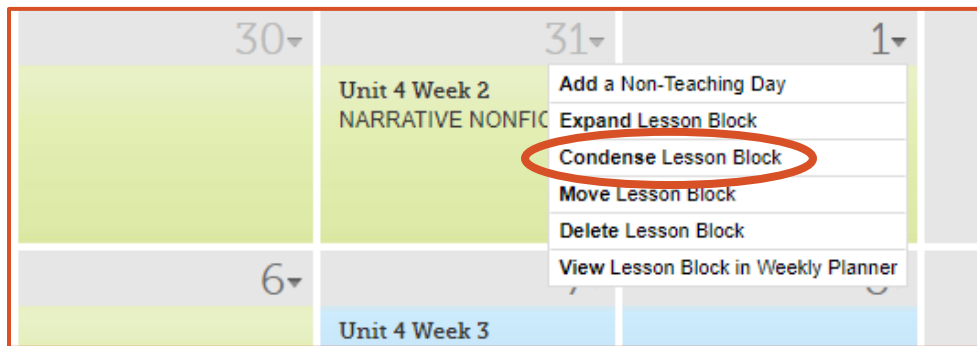 30
31
1
Unit 4 Week 2
NARRATIVE NONFIC
Add a Non-Teaching Day
Expand Lesson Block
Condense Lesson Block
Move Lesson Block
Delete Lesson Block
View Lesson Block in Weekly Planner
6
Unit 4 Week 3